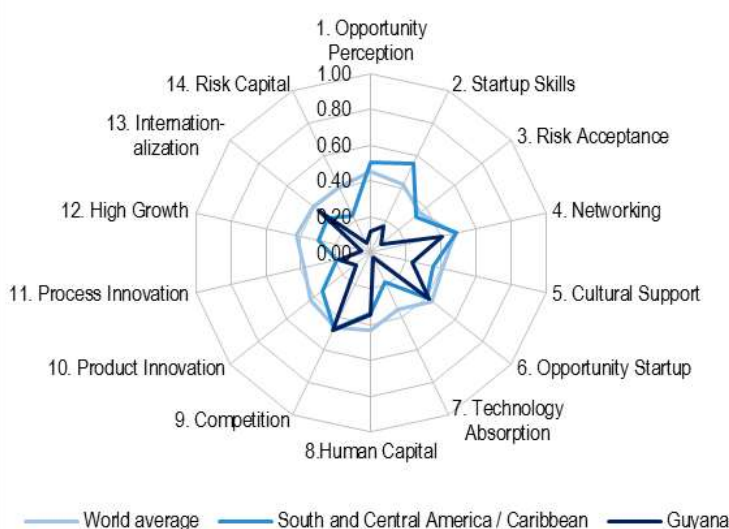 1. Opportunity
Perception
1.00
0.80
0.60
0.40
0.20
0.00
2. Startup Skills
3. Risk Acceptance
4. Networking
5. Cultural Support
6. Opportunity Startup
7. Technology
Absorption
8.Human Capital
9. Competition
10. Product Innovation
11. Process Innovation
12. High Growth
13. Internation-
alization
14. Risk Capital
World average
South and Central America / Caribbean
Guyana